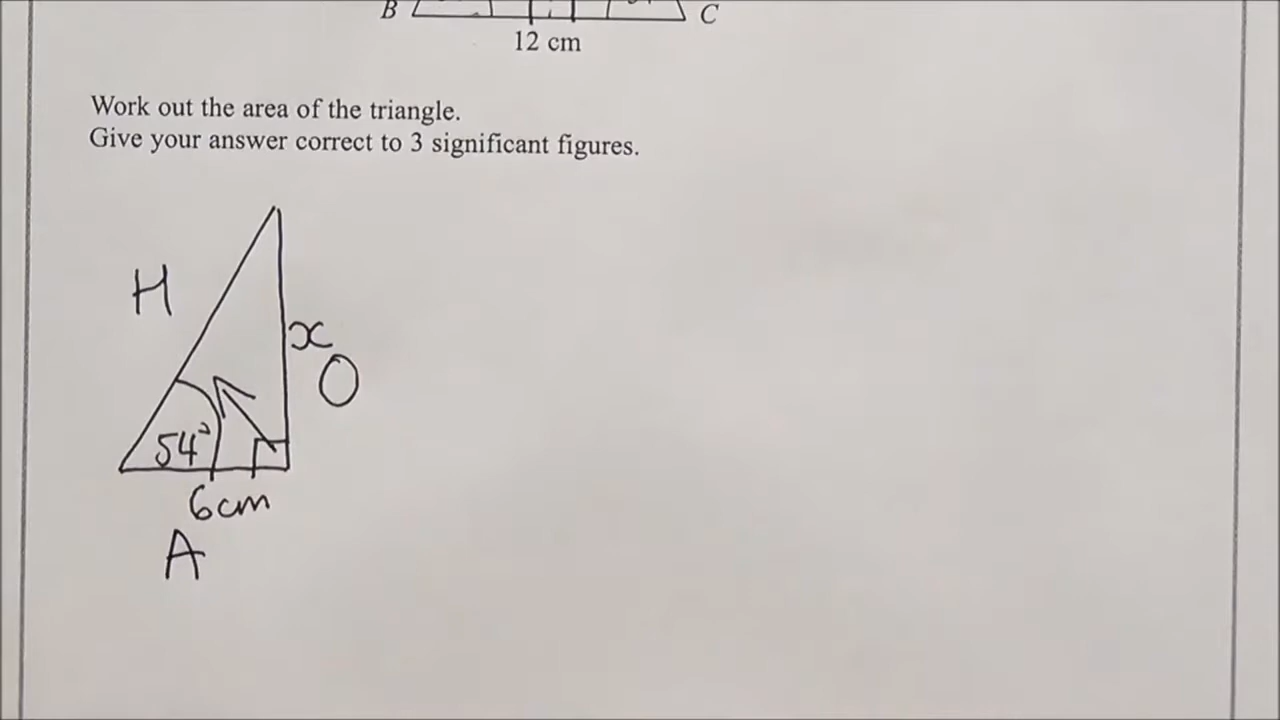 B
C
12 cm
Work out the area of the triangle.
Give your answer correct to 3 significant figures.
H
x
O
54°
6cm
A